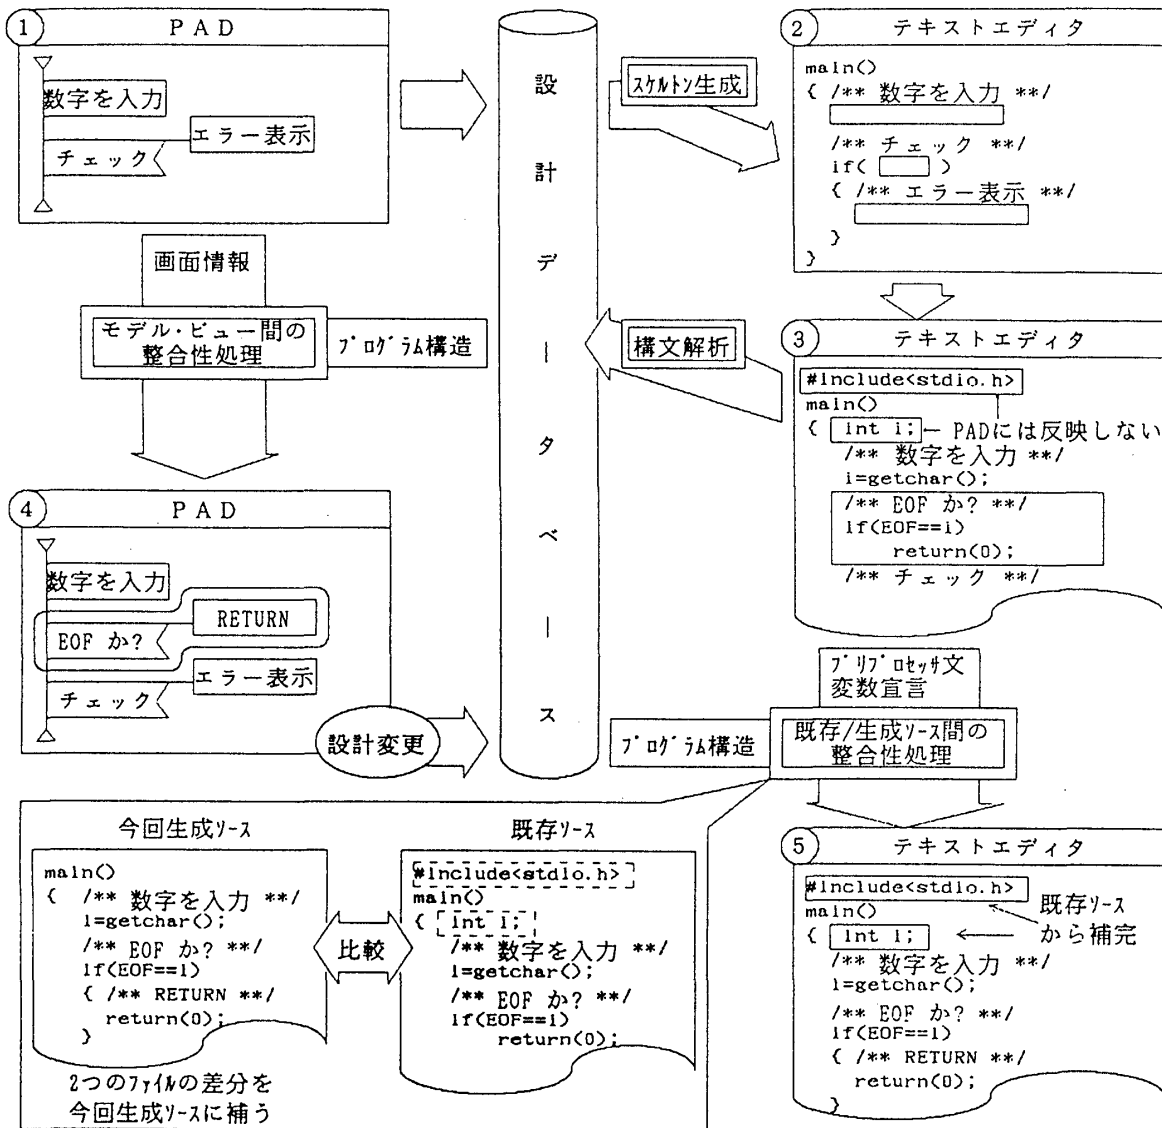 ① PAD
数字を入力
エラー表示
チェック
画面情報
モデル・ビュー間の
整合性処理
プログラム構造
設計データベース
スケルトン生成
② テキストエディタ
main()
{ /** 数字を入力 **/
/** チェック **/
if( )
{ /** エラー表示 **/
}
}
構文解析
③ テキストエディタ
#include<stdio.h>
main()
{ int i; ← PADには反映しない
/** 数字を入力 **/
i=getchar();
/** EOF か? **/
if(EOF==i)
return(0);
/** チェック **/
④ PAD
数字を入力
RETURN
EOF か?
エラー表示
チェック
設計変更
プログラム構造
プリプロセッサ文
変数宣言
既存/生成ソース間の
整合性処理
今回生成ソース
main()
{ /** 数字を入力 **/
i=getchar();
/** EOF か? **/
if(EOF==i)
{ /** RETURN **/
return(0);
}
2つのファイルの差分を
今回生成ソースに補う
比較
既存ソース
#include<stdio.h>
main()
{ int i;
/** 数字を入力 **/
i=getchar();
/** EOF か? **/
if(EOF==i)
return(0);
⑤ テキストエディタ
#include<stdio.h>
main()
{ int i;
既存ソース
← から補完
/** 数字を入力 **/
i=getchar();
/** EOF か? **/
if(EOF==i)
{ /** RETURN **/
return(0);
}